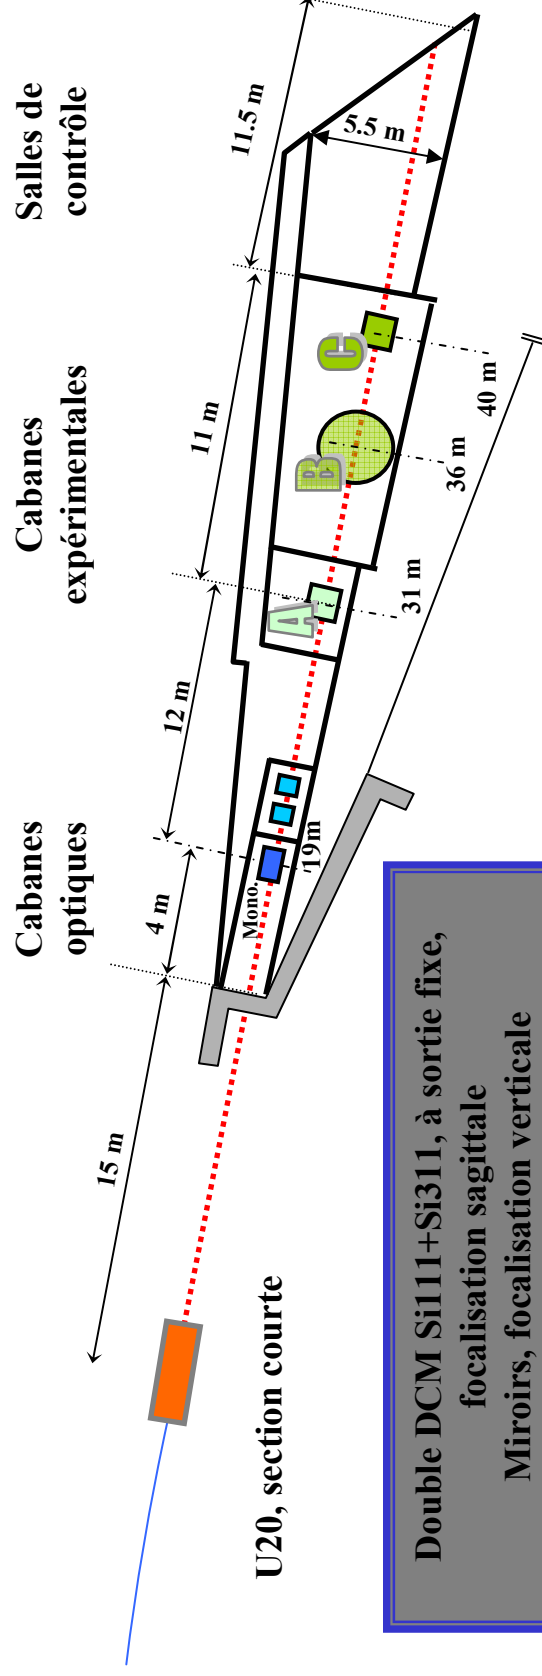 Cabanes
optiques
Cabanes
expérimentales
Salles de
contrôle
15 m
4 m
12 m
11 m
11.5 m
5.5 m
Mono.
19m
A
B
C
31 m
36 m
40 m
U20, section courte
Double DCM Si111+Si311, à sortie fixe,
focalisation sagittale
Miroirs, focalisation verticale